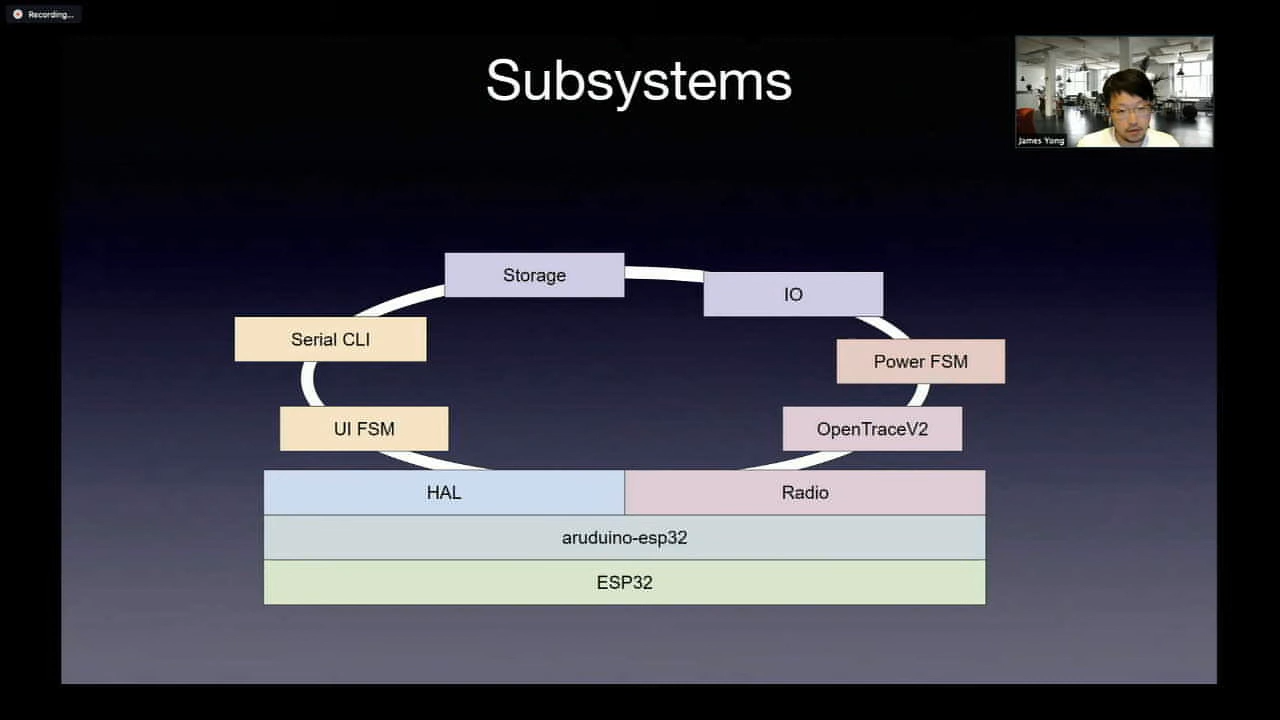 Recording...
Subsystems
James Yong
Storage
IO
Serial CLI
Power FSM
UI FSM
OpenTraceV2
HAL
Radio
aruduino-esp32
ESP32